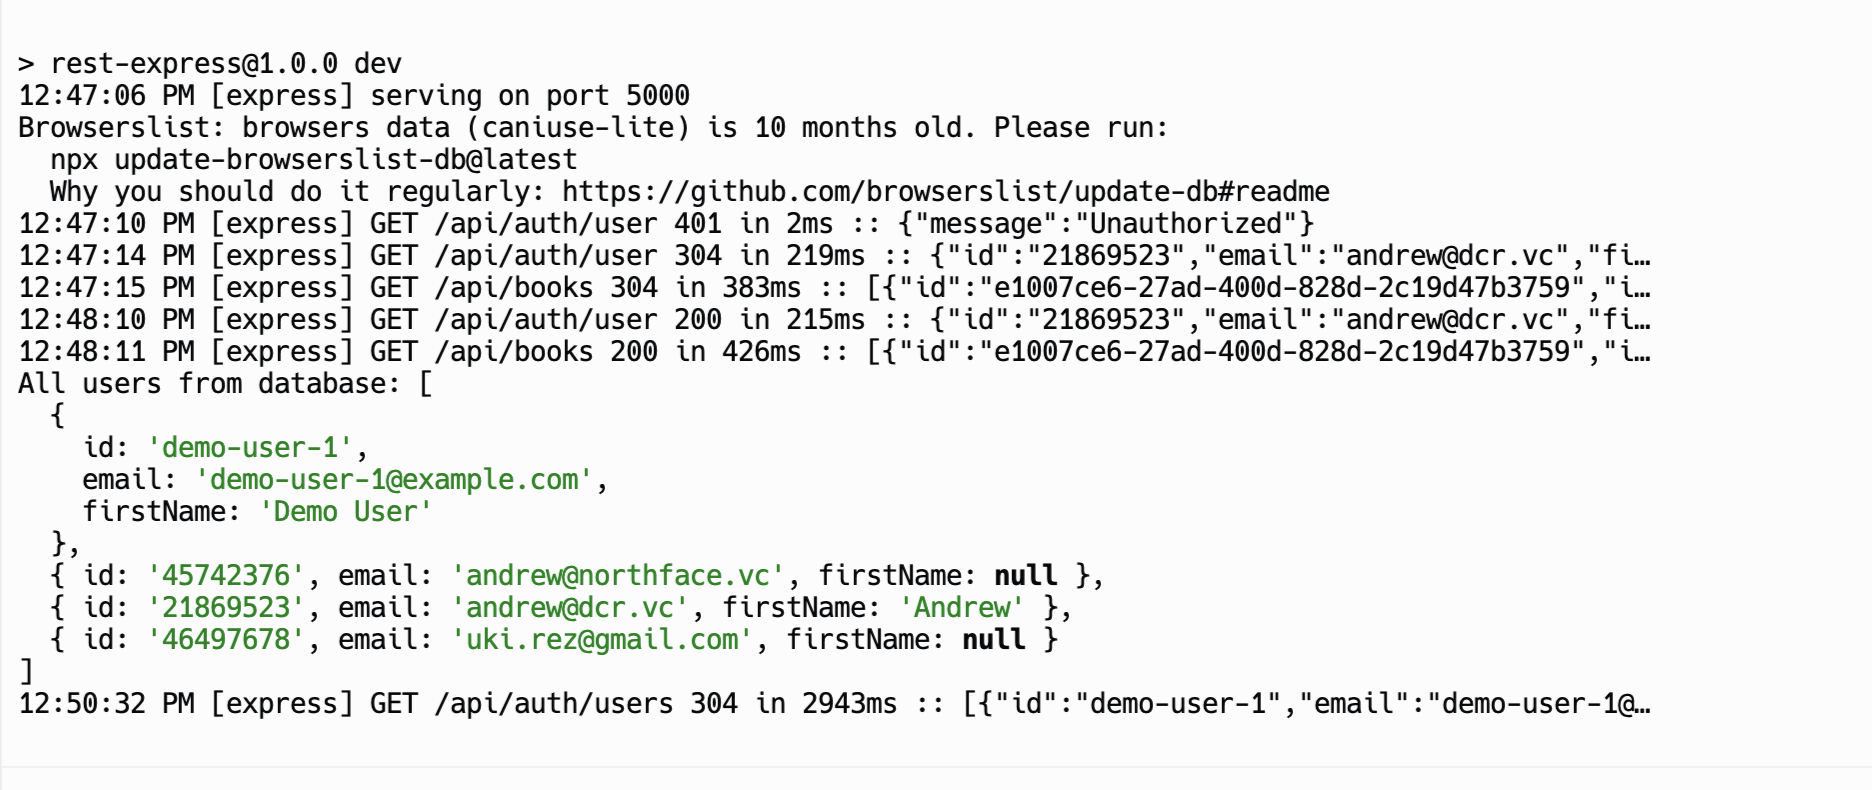 > rest-express@1.0.0 dev
12:47:06 PM [express] serving on port 5000
Browserslist: browsers data (caniuse-lite) is 10 months old. Please run:
  npx update-browserslist-db@latest
  Why you should do it regularly: https://github.com/browserslist/update-db#readme
12:47:10 PM [express] GET /api/auth/user 401 in 2ms :: {"message":"Unauthorized"}
12:47:14 PM [express] GET /api/auth/user 304 in 219ms :: {"id":"21869523","email":"andrew@dcr.vc","fi…
12:47:15 PM [express] GET /api/books 304 in 383ms :: [{"id":"e1007ce6-27ad-400d-828d-2c19d47b3759","i…
12:48:10 PM [express] GET /api/auth/user 200 in 215ms :: {"id":"21869523","email":"andrew@dcr.vc","fi…
12:48:11 PM [express] GET /api/books 200 in 426ms :: [{"id":"e1007ce6-27ad-400d-828d-2c19d47b3759","i…
All users from database: [
  {
    id: 'demo-user-1',
    email: 'demo-user-1@example.com',
    firstName: 'Demo User'
  },
  { id: '45742376', email: 'andrew@northface.vc', firstName: null },
  { id: '21869523', email: 'andrew@dcr.vc', firstName: 'Andrew' },
  { id: '46497678', email: 'uki.rez@gmail.com', firstName: null }
]
12:50:32 PM [express] GET /api/auth/users 304 in 2943ms :: [{"id":"demo-user-1","email":"demo-user-1@…